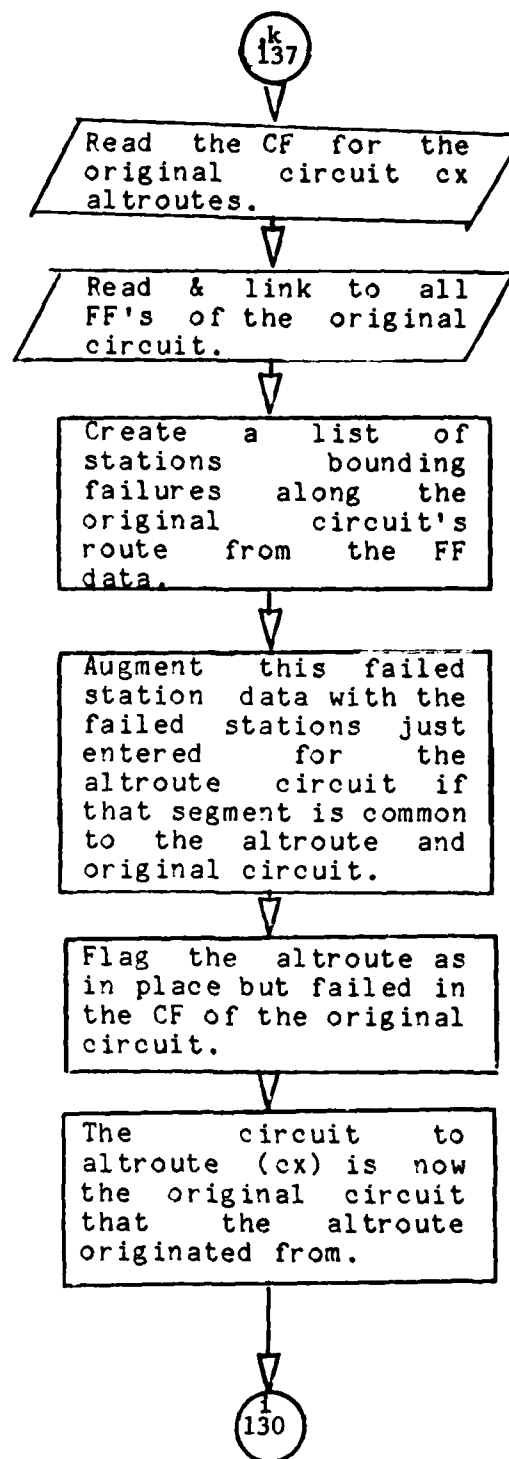 k
137
Read the CF for the
original circuit cx
altroutes.
Read & link to all
FF's of the original
circuit.
Create a list of
stations bounding
failures along the
original circuit's
route from the FF
data.
Augment this failed
station data with the
failed stations just
entered for the
altroute circuit if
that segment is common
to the altroute and
original circuit.
Flag the altroute as
in place but failed in
the CF of the original
circuit.
The circuit to
altroute (cx) is now
the original circuit
that the altroute
originated from.
130